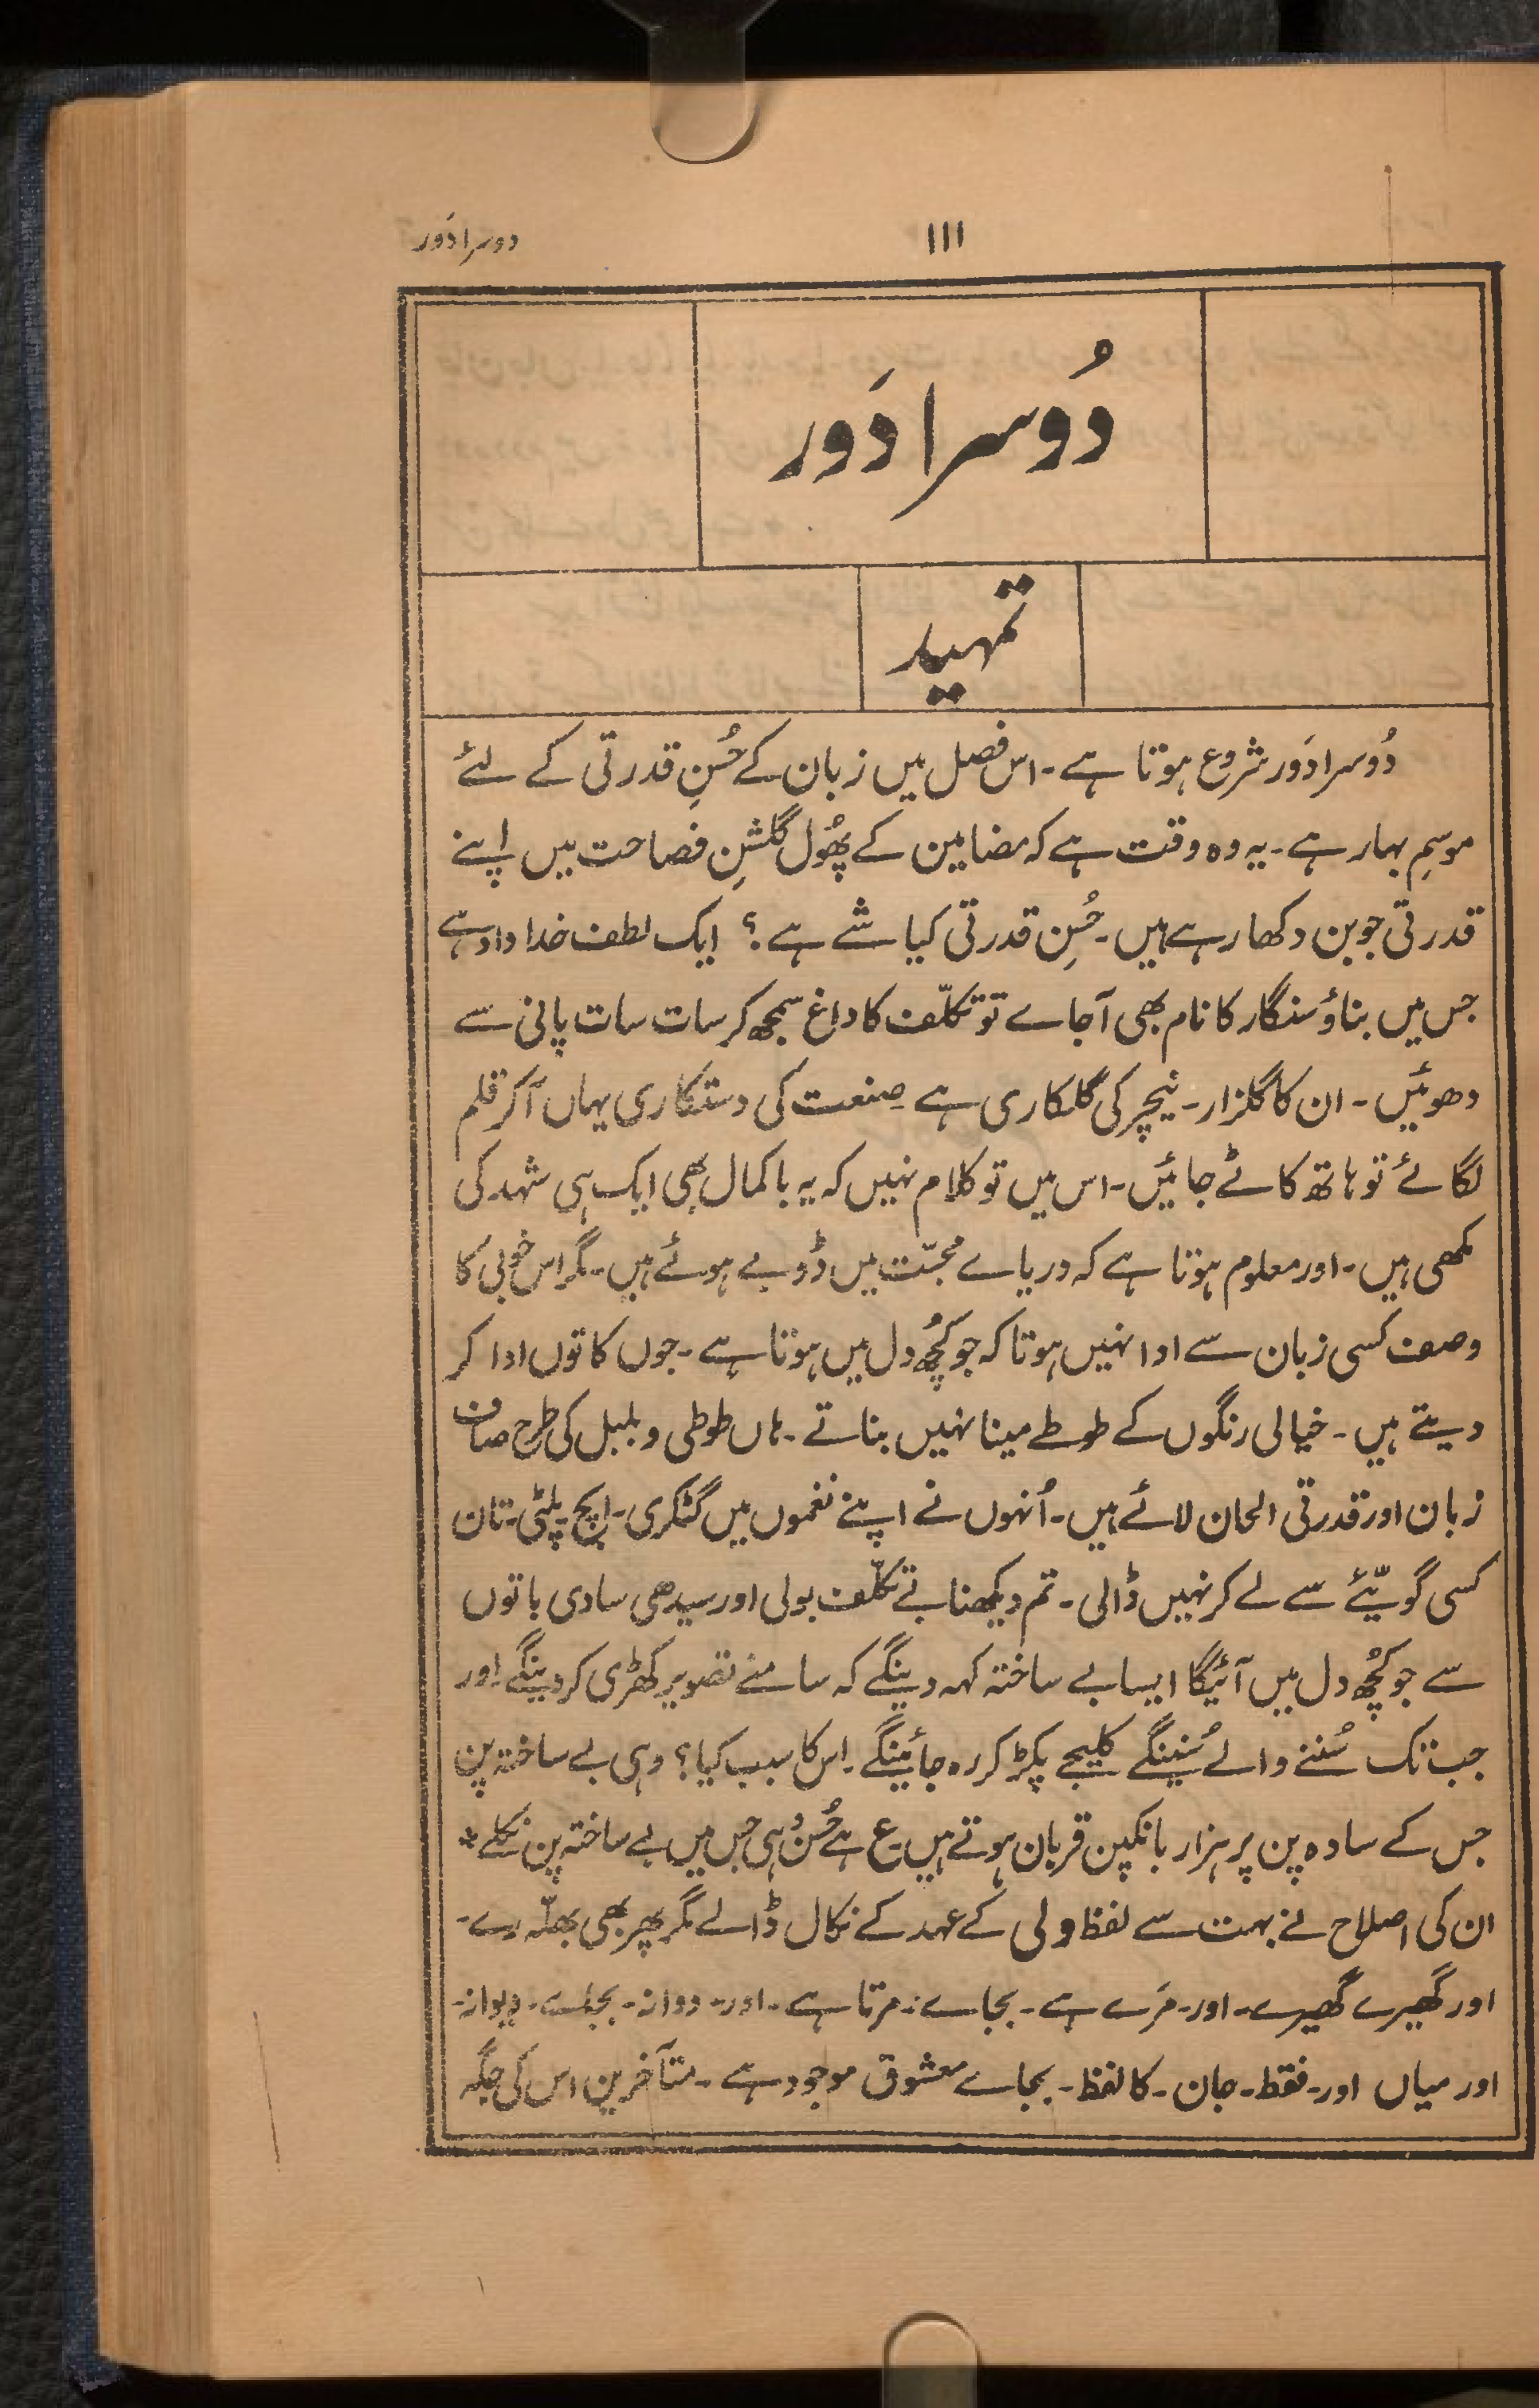 ۱۱۱
دوسرا دَور
دُوسرا دَور
تمہید
دُوسرا دَور شروع ہوتا ہے۔ اس فصل میں زبان کے حُسنِ قدرتی کے لئے
موسمِ بہار ہے۔ یہ وہ وقت ہے کہ مضامین کے پھُول گلشنِ فصاحت میں اپنے
قدرتی جوبن دکھا رہے ہیں۔ حُسنِ قدرتی کیا شے ہے؟ ایک لطف خداداد ہے
جس میں بناؤ سنگار کا نام بھی آجاے تو تکلّف کا داغ سمجھ کر سات سات پانی سے
دھوئیں۔ ان کا گلزار۔ نیچر کی گلکاری ہے۔ صنعت کی دستکاری یہاں آکر قلم
لگائے تو ہاتھ کاٹے جائیں۔ اس میں تو کلام نہیں کہ یہ باکمال بھی ایک ہی شہد کی
مکھی ہیں۔ اور معلوم ہوتا ہے کہ دریاے محبّت میں ڈوبے ہوئے ہیں۔ مگر اس خوبی کا
وصف کسی زبان سے ادا نہیں ہوتا کہ جو کچُھ دل میں ہوتا ہے۔ جوں کا توں ادا کر
دیتے ہیں۔ خیالی رنگوں کے طوطے مینا نہیں بناتے۔ ہاں طوطی و بلبل کی طرح صاف
زبان اور قدرتی الحان لائے ہیں۔ اُنہوں نے اپنے نغموں میں گٹکری۔ اپچ۔ پلٹی۔ تان
کسی گویّئے سے لے کر نہیں ڈالی۔ تم دیکھنا بے تکلّف بولی اور سیدھی سادی باتوں
سے جو کچُھ دل میں آئیگا ایسا بے ساختہ کہہ دینگے کہ سامنے تصویر کھڑی کر دینگے۔ اور
جب تک سُننے والے سُنینگے کلیجے پکڑ کر رہ جائینگے۔ اس کا سبب کیا؟ وہی بے ساختہ پن
جس کے سادہ پن پر ہزار بانکپن قربان ہوتے ہیں۔ ع ہے حُسن وُہی جس میں بے ساختہ پن نکلے *
ان کی اصلاح نے بہت سے لفظ ولی کے عہد کے نکال ڈالے مگر پھر بھی بھلّہ رے۔
اور گھیرے گھیرے۔ اور۔ مَرے ہے۔ بجاے: مرتا ہے۔ اور۔ دوانہ۔ بجاے۔ دیوانہ۔
اور میاں اور۔ فقط۔ جان۔ کا لفظ۔ بجاے معشوق موجود ہے۔ متأخرین اس کی جگہ